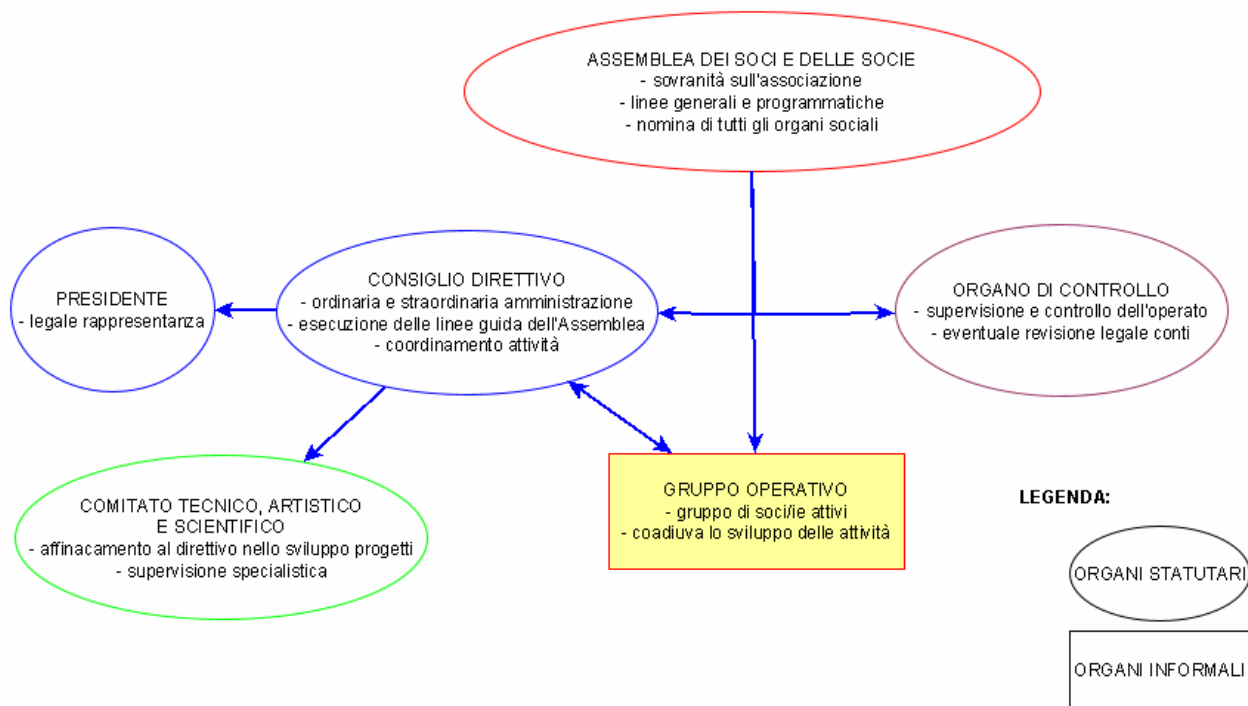 ASSEMBLEA DEI SOCI E DELLE SOCIE
- sovranità sull'associazione
- linee generali e programmatiche
- nomina di tutti gli organi sociali
PRESIDENTE
- legale rappresentanza
CONSIGLIO DIRETTIVO
- ordinaria e straordinaria amministrazione
- esecuzione delle linee guida dell'Assemblea
- coordinamento attività
ORGANO DI CONTROLLO
- supervisione e controllo dell'operato
- eventuale revisione legale conti
COMITATO TECNICO, ARTISTICO
E SCIENTIFICO
- affinacamento al direttivo nello sviluppo progetti
- supervisione specialistica
GRUPPO OPERATIVO
- gruppo di soci/ie attivi
- coadiuva lo sviluppo delle attività
LEGENDA:
ORGANI STATUTARI
ORGANI INFORMALI